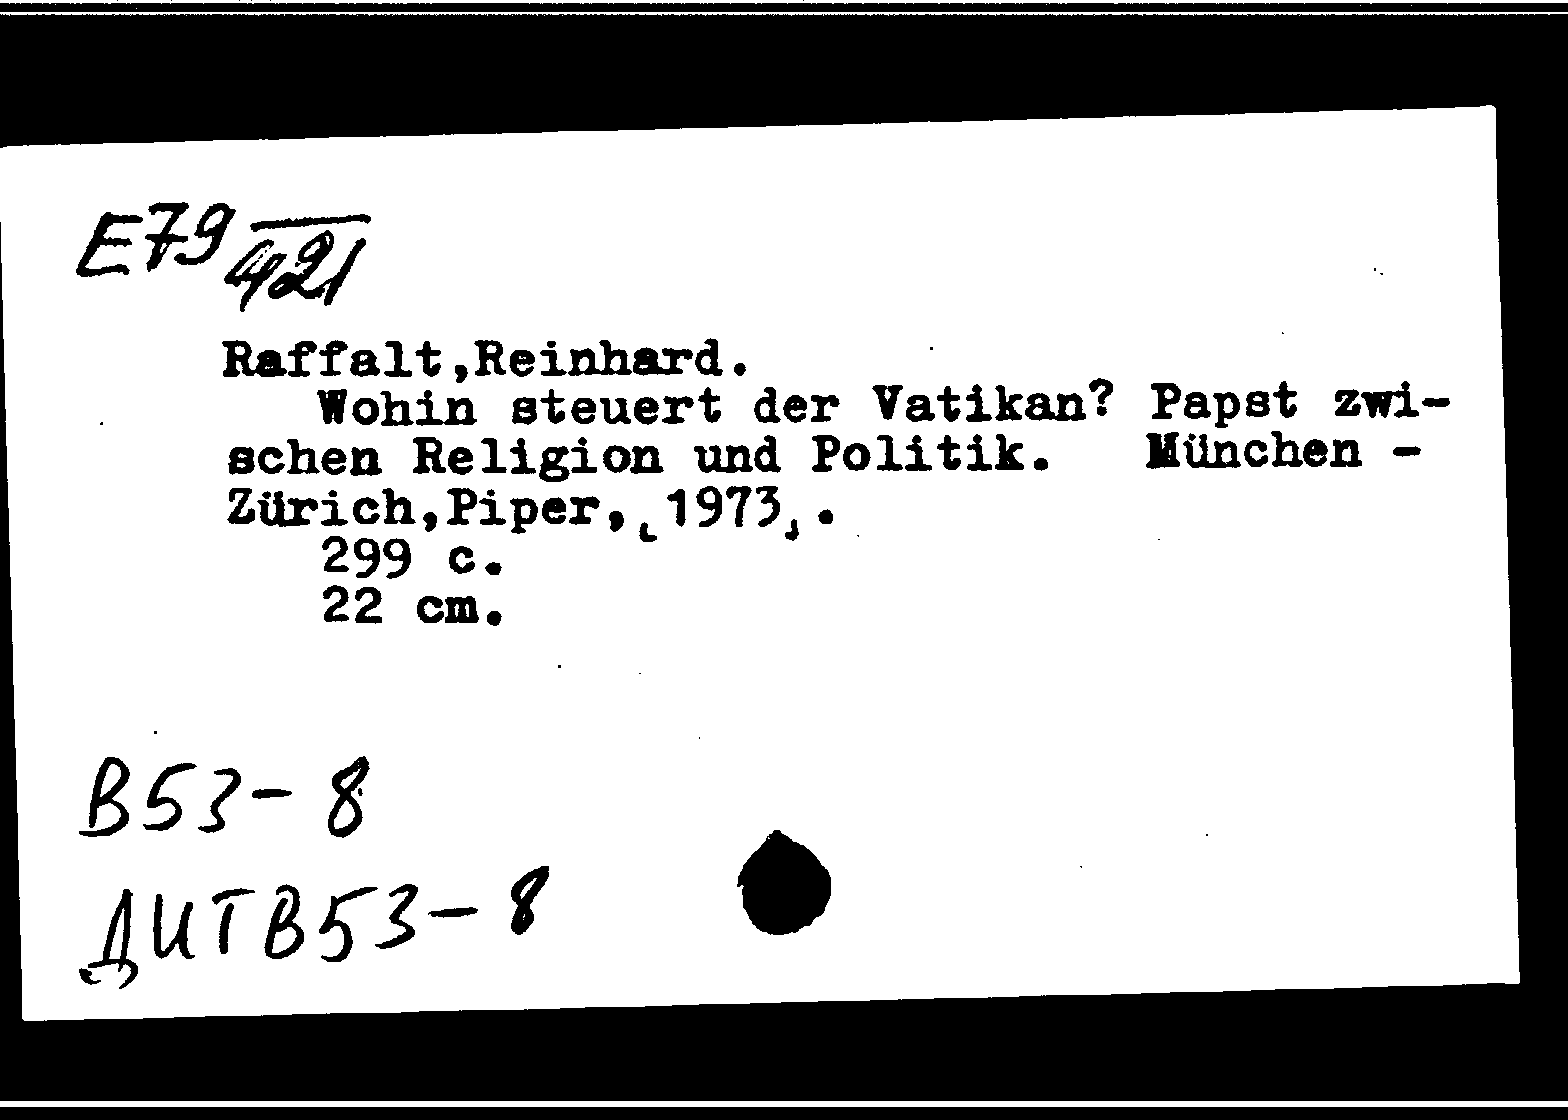 E79/421
Raffalt,Reinhard.
Wohin steuert der Vatikan? Papst zwi-
schen Religion und Politik. München -
Zürich,Piper,⌞1973⌟.
299 с.
22 cm.
В53-8
ДИТВ53-8